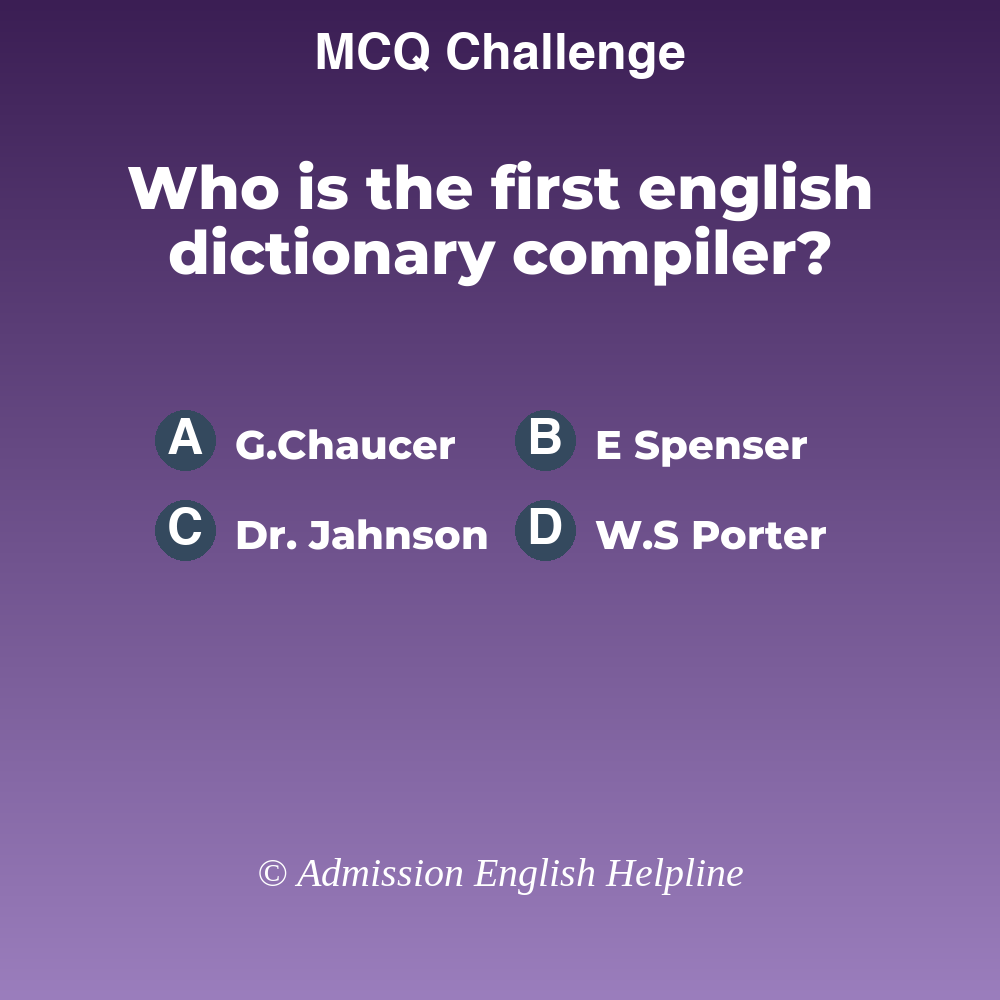 MCQ Challenge
Who is the first english
dictionary compiler?
A G.Chaucer B E Spenser
C Dr. Jahnson D W.S Porter
© Admission English Helpline